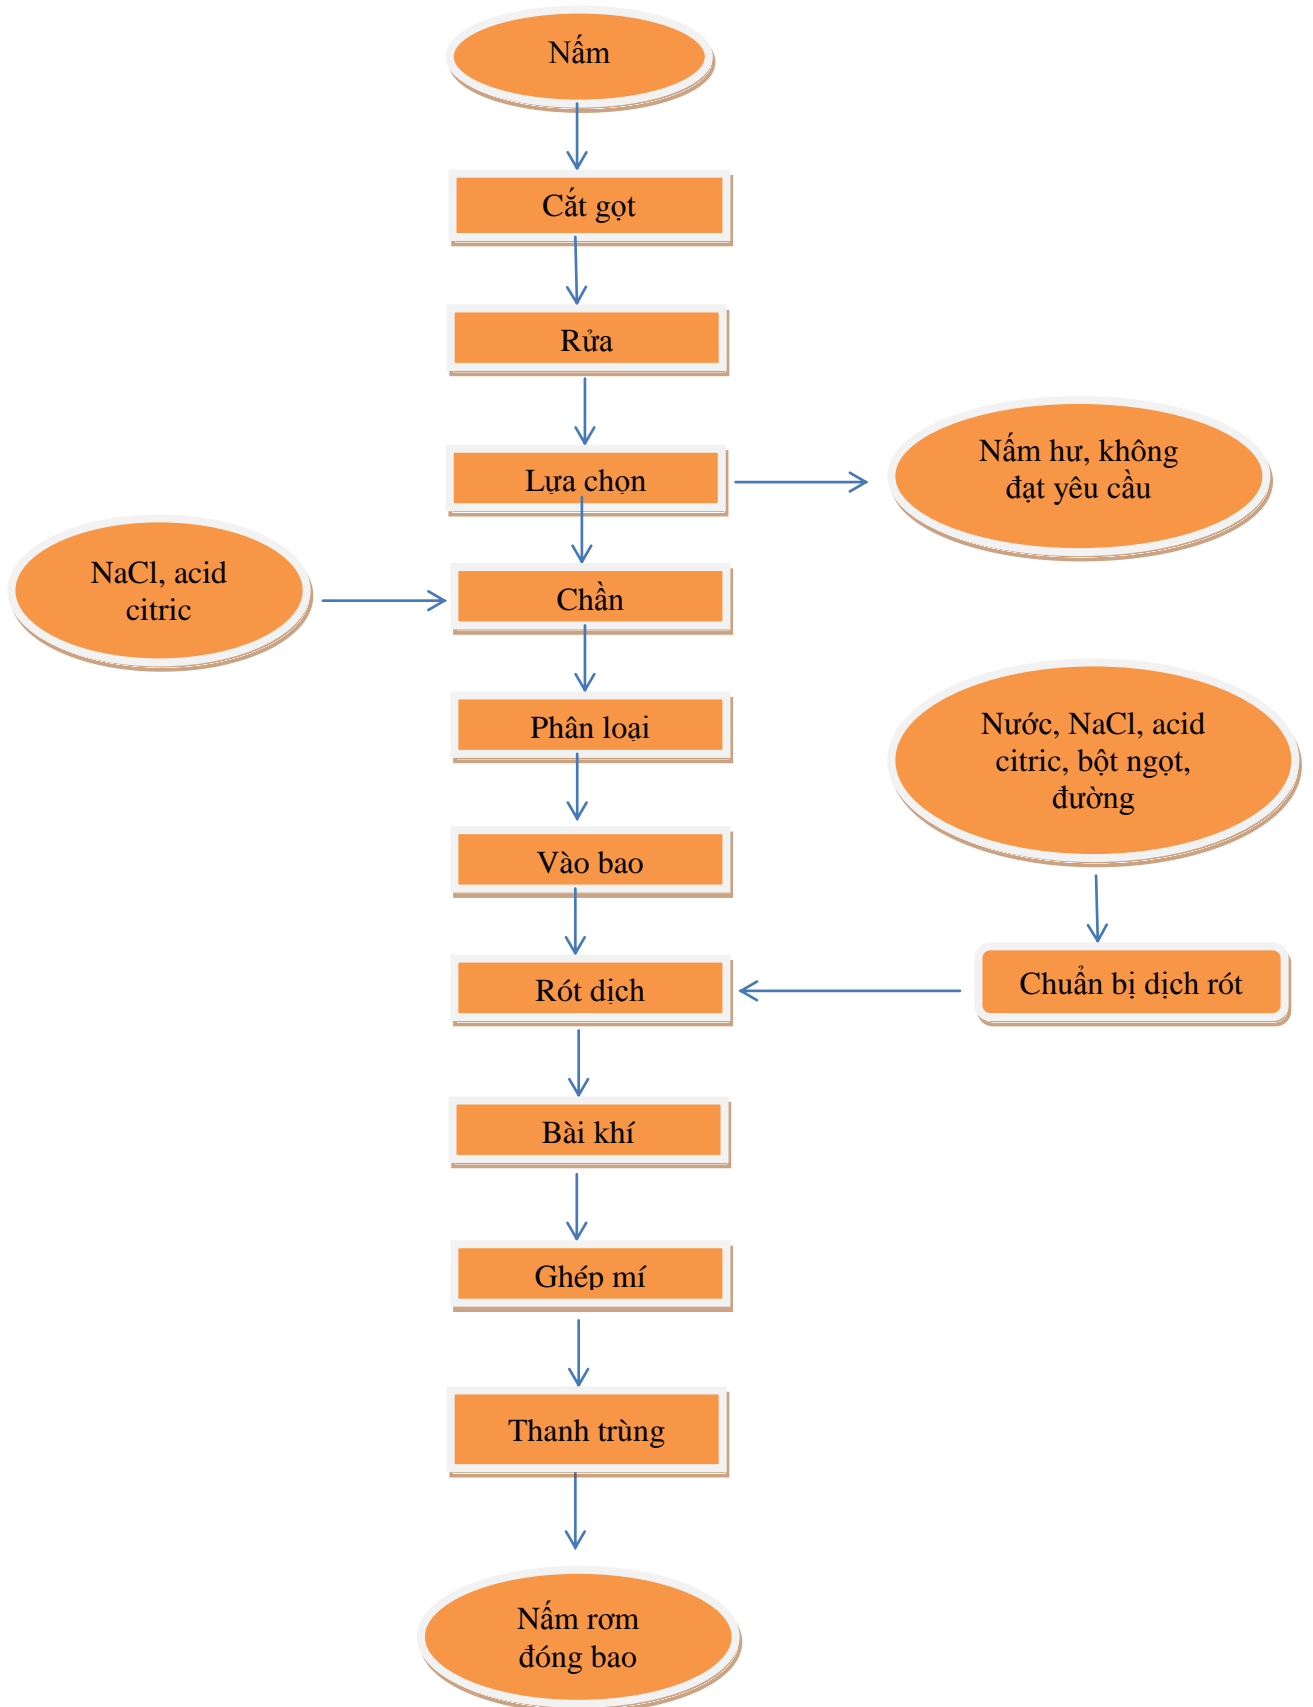 Nấm
Cắt gọt
Rửa
Lựa chọn
Nấm hư, không
đạt yêu cầu
NaCl, acid
citric
Chần
Phân loại
Nước, NaCl, acid
citric, bột ngọt,
đường
Vào bao
Rót dịch
Chuẩn bị dịch rót
Bài khí
Ghép mí
Thanh trùng
Nấm rơm
đóng bao